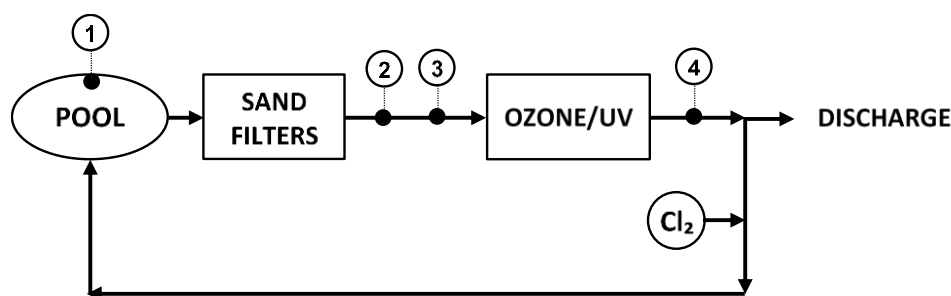 1
2
3
4
POOL
SAND
FILTERS
OZONE/UV
DISCHARGE
Cl₂